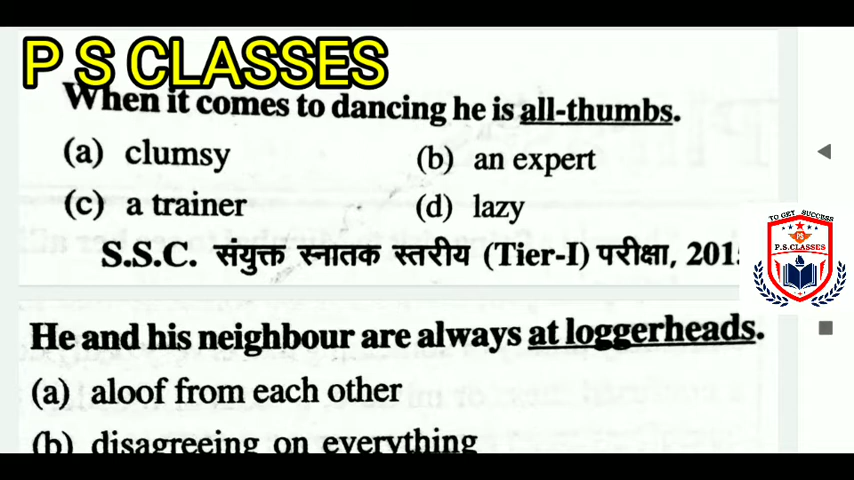 P S CLASSES
When it comes to dancing he is all-thumbs.
(a) clumsy (b) an expert
(c) a trainer (d) lazy
TO GET SUCCESS
PS
P.S.CLASSES
S.S.C. संयुक्त स्नातक स्तरीय (Tier-I) परीक्षा, 201
He and his neighbour are always at loggerheads.
(a) aloof from each other
(b) disagreeing on everything